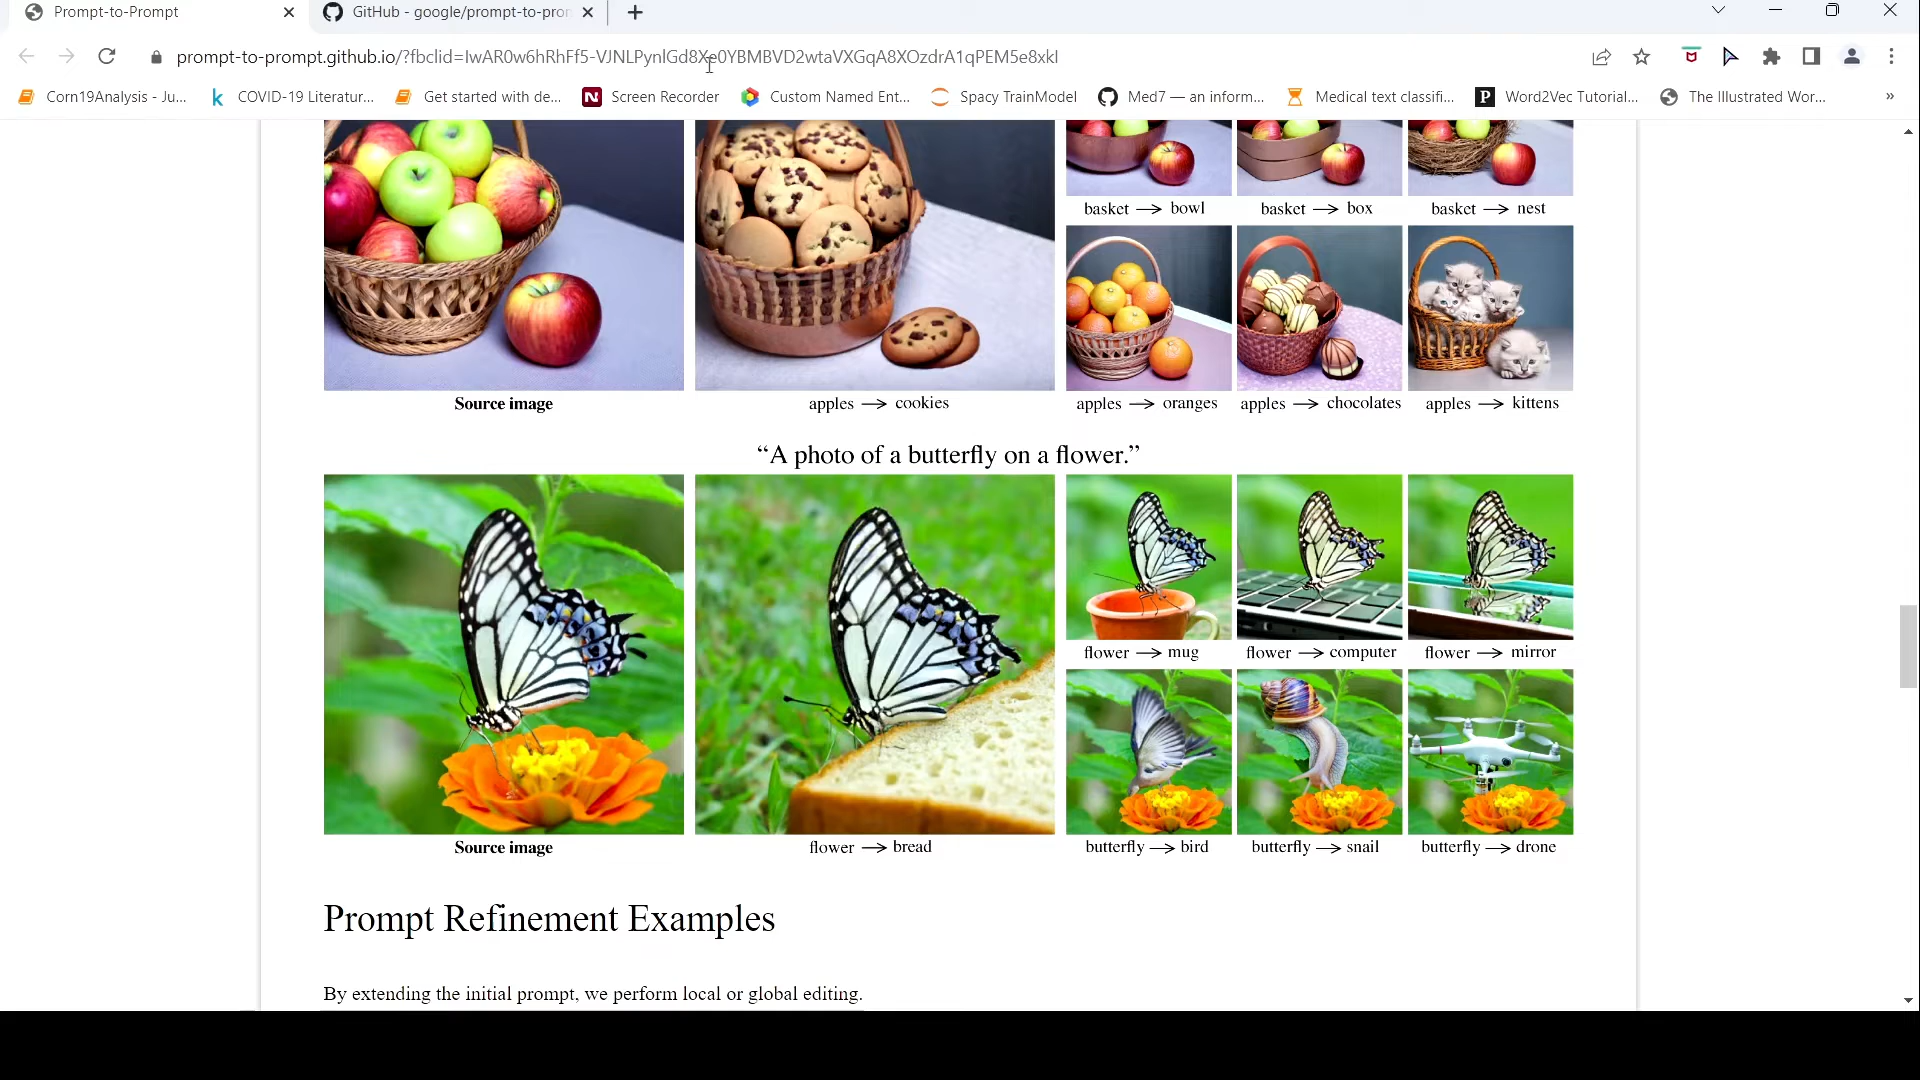 Prompt-to-Prompt
GitHub - google/prompt-to-pron
prompt-to-prompt.github.io/?fbclid=IwAR0w6hRhFf5-VJNLPynlGd8Xe0YBMBVD2wtaVXGqA8XOzdrA1qPEM5e8xkI
Corn19Analysis - Ju... COVID-19 Literatur... Get started with de... Screen Recorder Custom Named Ent... Spacy TrainModel Med7 — an inform... Medical text classifi... Word2Vec Tutorial... The Illustrated Wor... »
basket → bowl basket → box basket → nest
Source image apples → cookies apples → oranges apples → chocolates apples → kittens
“A photo of a butterfly on a flower.”
flower → mug flower → computer flower → mirror
Source image flower → bread butterfly → bird butterfly → snail butterfly → drone
Prompt Refinement Examples
By extending the initial prompt, we perform local or global editing.